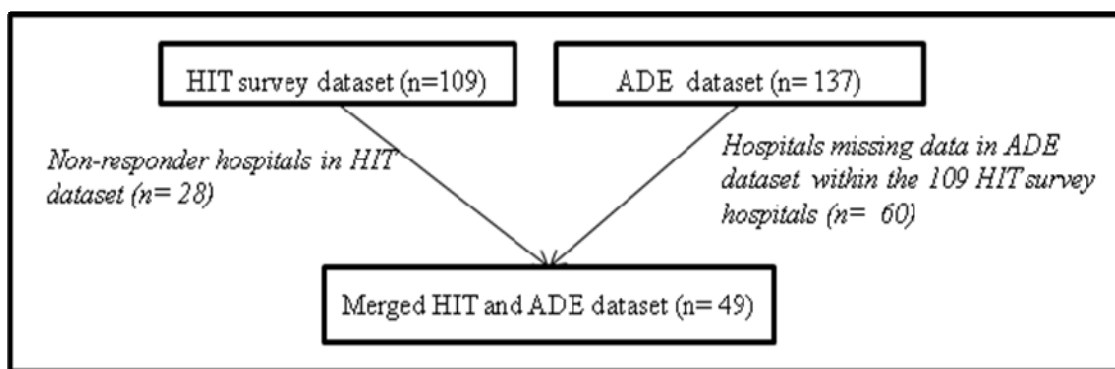 HIT survey dataset (n=109)
ADE dataset (n= 137)
Non-responder hospitals in HIT
dataset (n= 28)
Hospitals missing data in ADE
dataset within the 109 HIT survey
hospitals (n= 60)
Merged HIT and ADE dataset (n= 49)